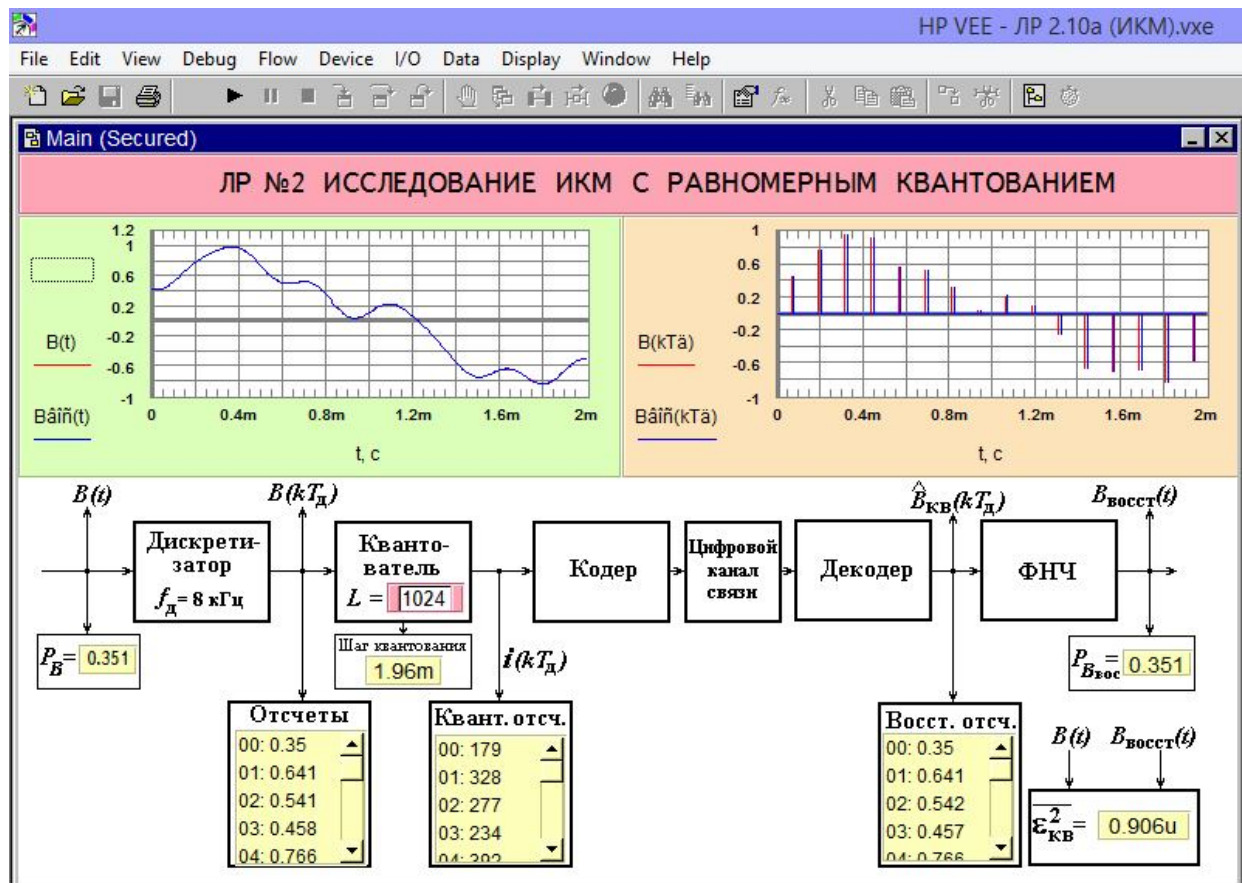 HP VEE - ЛР 2.10a (ИКМ).vxe
File Edit View Debug Flow Device I/O Data Display Window Help
Main (Secured)
ЛР №2 ИССЛЕДОВАНИЕ ИКМ С РАВНОМЕРНЫМ КВАНТОВАНИЕМ
1.2
1
0.6
0.2
-0.2
-0.6
-1
B(t)
Bâîñ(t)
0 0.4m 0.8m 1.2m 1.6m 2m
t, c
1
0.6
0.2
-0.2
-0.6
-1
B(kTä)
Bâîñ(kTä)
0 0.4m 0.8m 1.2m 1.6m 2m
t, c
B(t) B(kTд) B̂кв(kTд) Bвосст(t)
Дискрети-
затор
fд= 8 кГц
Кванто-
ватель
L = 1024
Кодер
Цифровой
канал
связи
Декодер
ФНЧ
PB= 0.351
Шаг квантования
1.96m
i(kTд)
PBвос= 0.351
Отсчеты
00: 0.35
01: 0.641
02: 0.541
03: 0.458
04: 0.766
Квант. отсч.
00: 179
01: 328
02: 277
03: 234
04: 392
Восст. отсч.
00: 0.35
01: 0.641
02: 0.542
03: 0.457
04: 0.766
B(t) Bвосст(t)
ε²кв= 0.906u